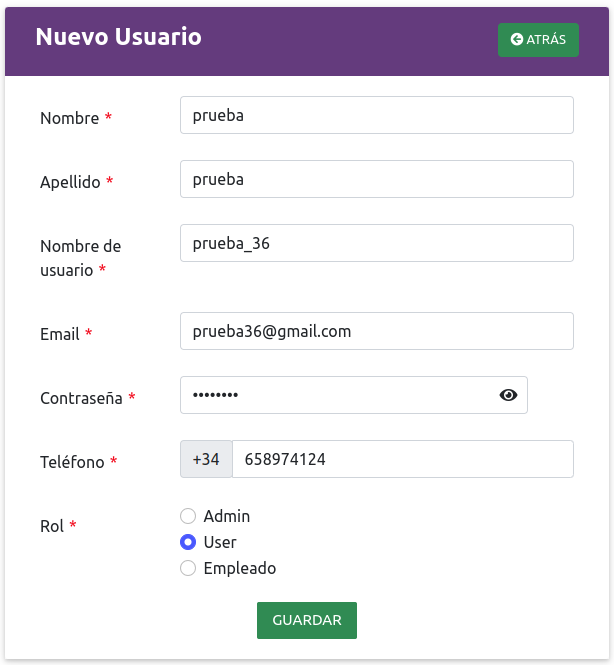 Nuevo Usuario
ATRÁS
Nombre *
prueba
Apellido *
prueba
Nombre de
usuario *
prueba_36
Email *
prueba36@gmail.com
Contraseña *
••••••••
Teléfono *
+34
658974124
Rol *
Admin
User
Empleado
GUARDAR